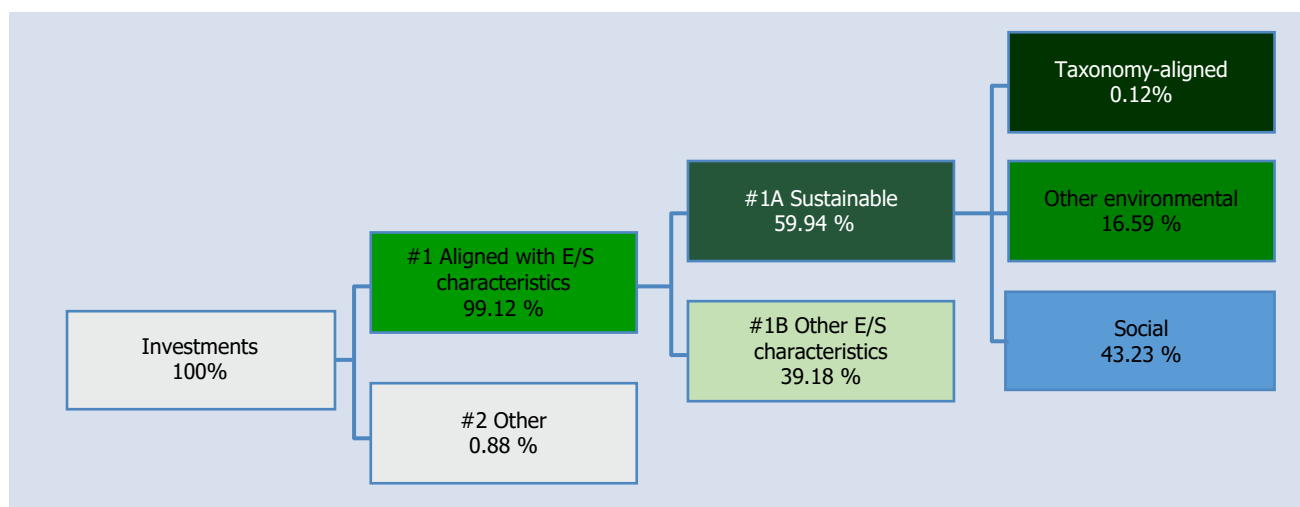 Investments
100%
#1 Aligned with E/S
characteristics
99.12 %
#2 Other
0.88 %
#1A Sustainable
59.94 %
#1B Other E/S
characteristics
39.18 %
Taxonomy-aligned
0.12%
Other environmental
16.59 %
Social
43.23 %